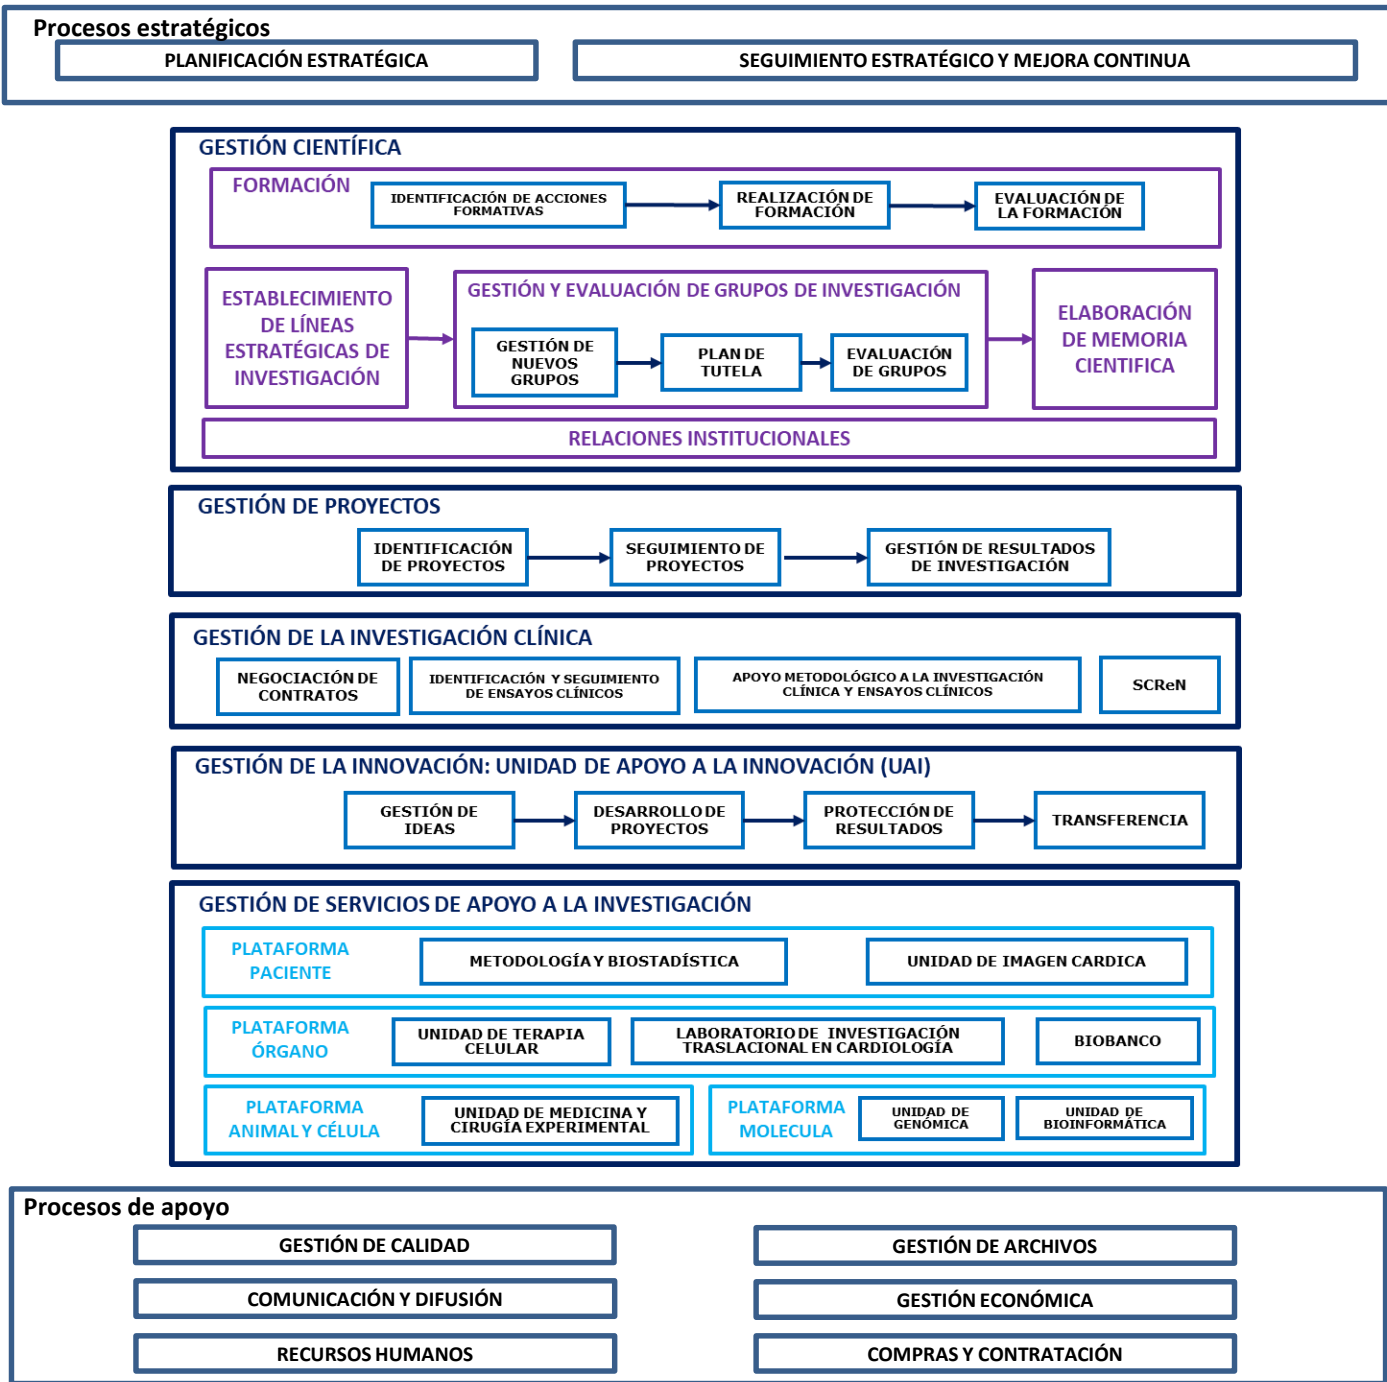 Procesos estratégicos
PLANIFICACIÓN ESTRATÉGICA
SEGUIMIENTO ESTRATÉGICO Y MEJORA CONTINUA
GESTIÓN CIENTÍFICA
FORMACIÓN
IDENTIFICACIÓN DE ACCIONES
FORMATIVAS
REALIZACIÓN DE
FORMACIÓN
EVALUACIÓN DE
LA FORMACIÓN
ESTABLECIMIENTO
DE LÍNEAS
ESTRATÉGICAS DE
INVESTIGACIÓN
GESTIÓN Y EVALUACIÓN DE GRUPOS DE INVESTIGACIÓN
GESTIÓN DE
NUEVOS
GRUPOS
PLAN DE
TUTELA
EVALUACIÓN
DE GRUPOS
ELABORACIÓN
DE MEMORIA
CIENTIFICA
RELACIONES INSTITUCIONALES
GESTIÓN DE PROYECTOS
IDENTIFICACIÓN
DE PROYECTOS
SEGUIMIENTO DE
PROYECTOS
GESTIÓN DE RESULTADOS
DE INVESTIGACIÓN
GESTIÓN DE LA INVESTIGACIÓN CLÍNICA
NEGOCIACIÓN DE
CONTRATOS
IDENTIFICACIÓN Y SEGUIMIENTO
DE ENSAYOS CLÍNICOS
APOYO METODOLÓGICO A LA INVESTIGACIÓN
CLÍNICA Y ENSAYOS CLÍNICOS
SCReN
GESTIÓN DE LA INNOVACIÓN: UNIDAD DE APOYO A LA INNOVACIÓN (UAI)
GESTIÓN DE
IDEAS
DESARROLLO DE
PROYECTOS
PROTECCIÓN DE
RESULTADOS
TRANSFERENCIA
GESTIÓN DE SERVICIOS DE APOYO A LA INVESTIGACIÓN
PLATAFORMA
PACIENTE
METODOLOGÍA Y BIOSTADÍSTICA
UNIDAD DE IMAGEN CARDICA
PLATAFORMA
ÓRGANO
UNIDAD DE TERAPIA
CELULAR
LABORATORIO DE INVESTIGACIÓN
TRASLACIONAL EN CARDIOLOGÍA
BIOBANCO
PLATAFORMA
ANIMAL Y CÉLULA
UNIDAD DE MEDICINA Y
CIRUGÍA EXPERIMENTAL
PLATAFORMA
MOLECULA
UNIDAD DE
GENÓMICA
UNIDAD DE
BIOINFORMÁTICA
Procesos de apoyo
GESTIÓN DE CALIDAD
GESTIÓN DE ARCHIVOS
COMUNICACIÓN Y DIFUSIÓN
GESTIÓN ECONÓMICA
RECURSOS HUMANOS
COMPRAS Y CONTRATACIÓN